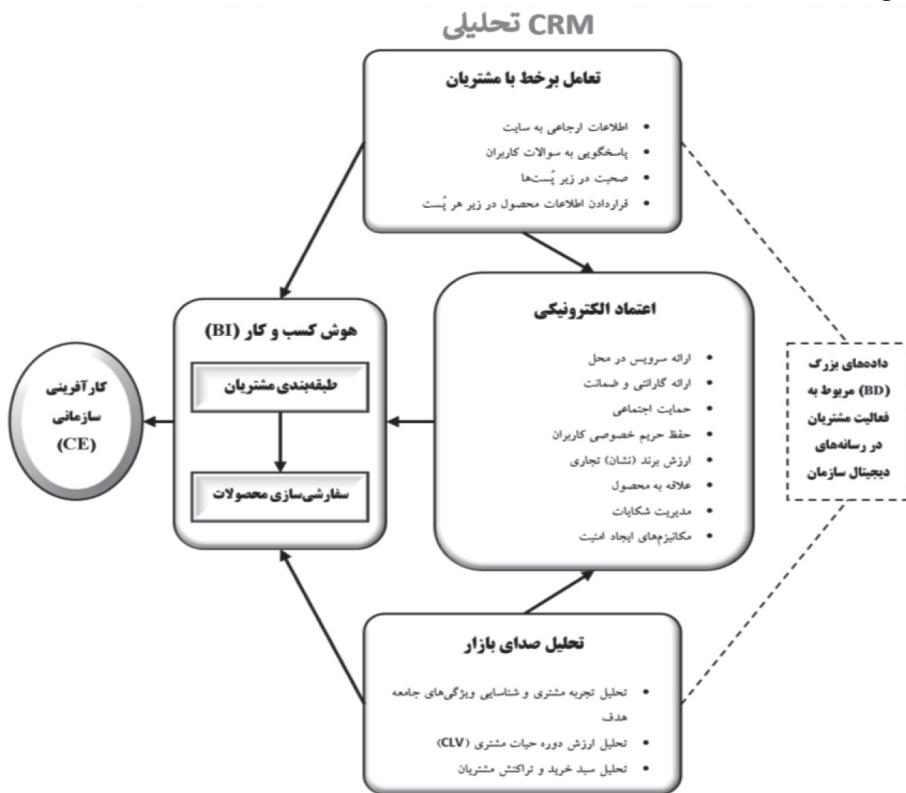 CRM تحلیلی
تعامل برخط با مشتریان
• اطلاعات ارجاعی به سایت
• پاسخگویی به سوالات کاربران
• صحبت در زیر پُست‌ها
• قراردادن اطلاعات محصول در زیر هر پُست
داده‌های بزرگ
(BD) مربوط به
فعالیت مشتریان
در رسانه‌های
دیجیتال سازمان
اعتماد الکترونیکی
• ارائه سرویس در محل
• ارائه گارانتی و ضمانت
• حمایت اجتماعی
• حفظ حریم خصوصی کاربران
• ارزش برند (نشان) تجاری
• علاقه به محصول
• مدیریت شکایات
• مکانیزم‌های ایجاد امنیت
هوش کسب و کار (BI)
طبقه‌بندی مشتریان
سفارشی‌سازی محصولات
کارآفرینی
سازمانی
(CE)
تحلیل صدای بازار
• تحلیل تجربه مشتری و شناسایی ویژگی‌های جامعه
هدف
• تحلیل ارزش دوره حیات مشتری (CLV)
• تحلیل سبد خرید و تراکنش مشتریان